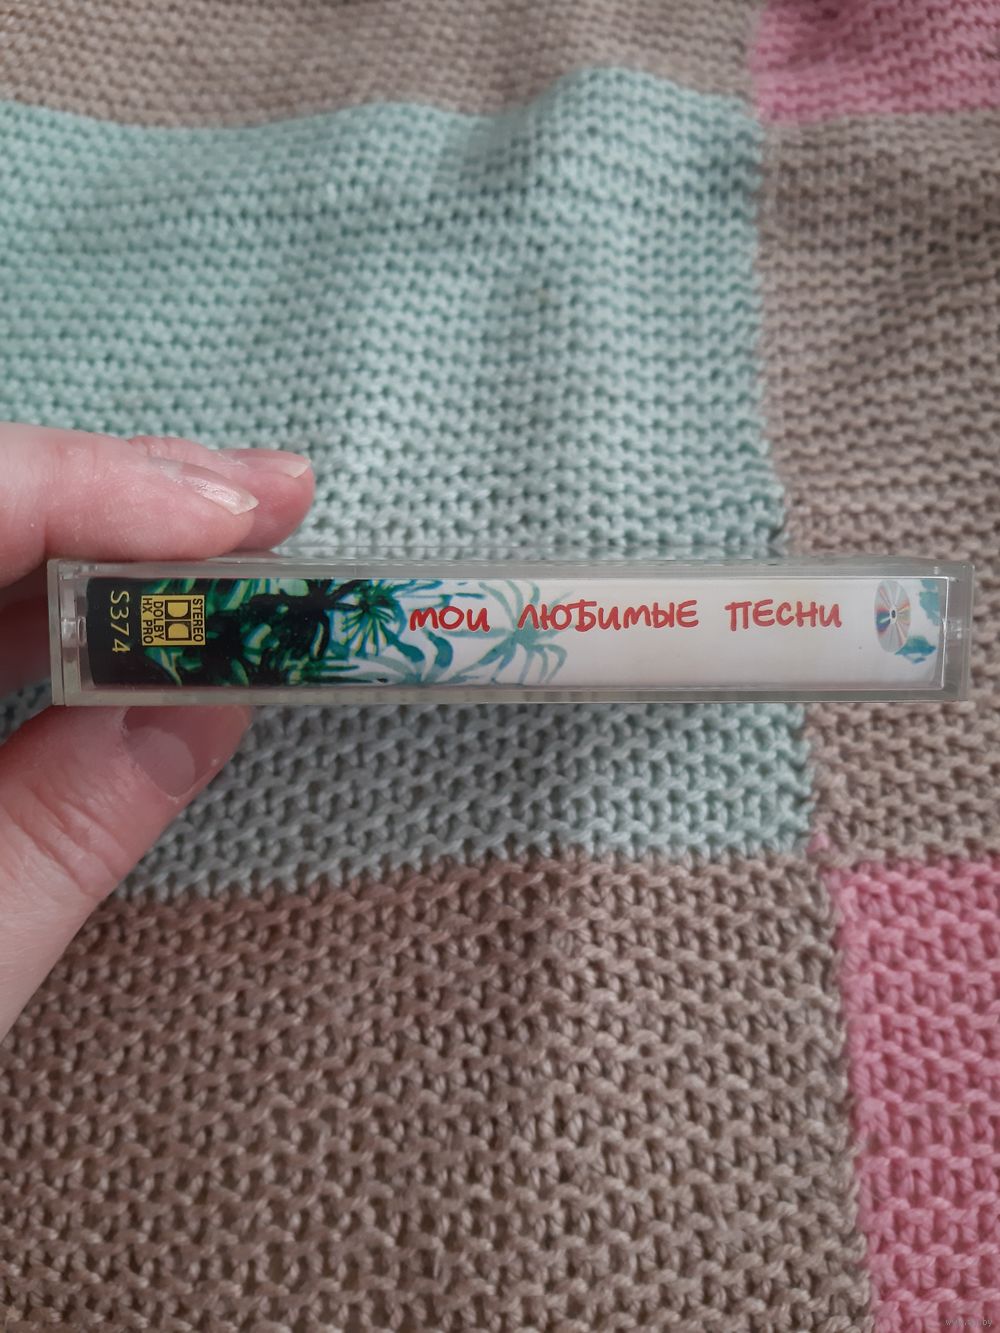 S374
STEREO
DOLBY
HX PRO
мои любимые песни